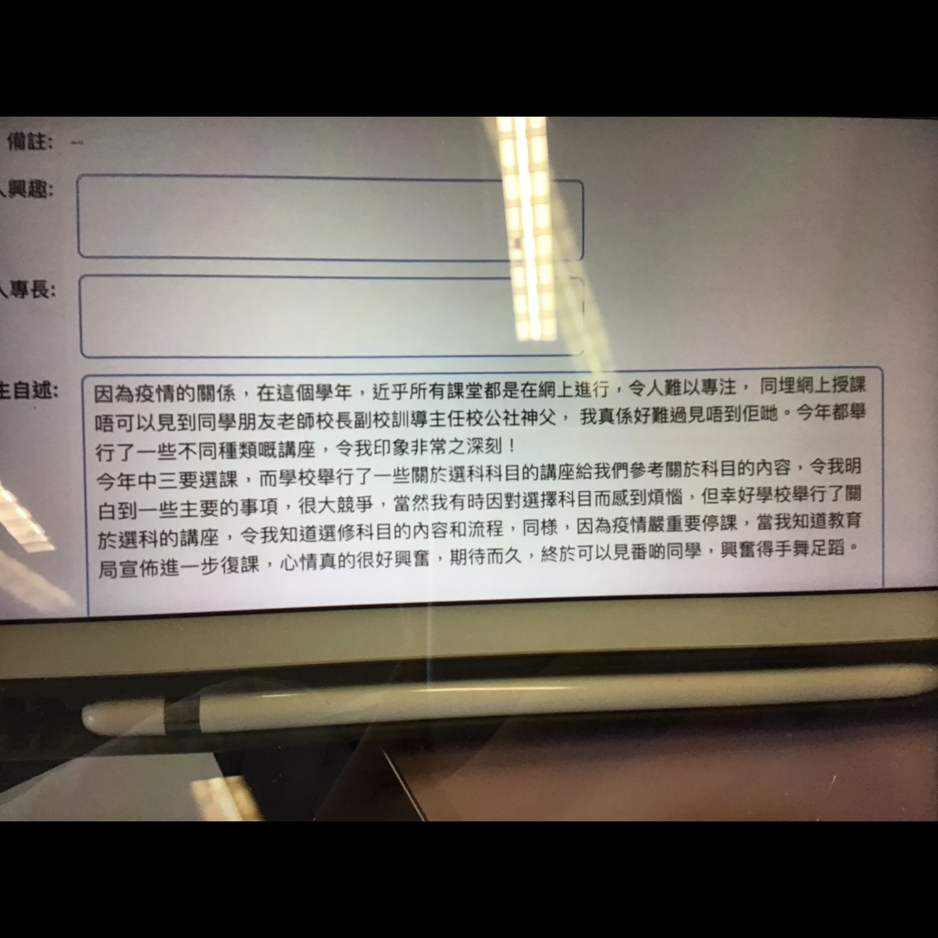 備註: --
人興趣:
人專長:
生自述:
因為疫情的關係，在這個學年，近乎所有課堂都是在網上進行，令人難以專注， 同埋網上授課
唔可以見到同學朋友老師校長副校訓導主任校公社神父， 我真係好難過見唔到佢哋。今年都舉
行了一些不同種類嘅講座，令我印象非常之深刻！
今年中三要選課，而學校舉行了一些關於選科科目的講座給我們參考關於科目的內容，令我明
白到一些主要的事項，很大競爭，當然我有時因對選擇科目而感到煩惱，但幸好學校舉行了關
於選科的講座，令我知道選修科目的內容和流程，同様，因為疫情嚴重要停課，當我知道教育
局宣佈進一步復課，心情真的很好興奮，期待而久，終於可以見番啲同學，興奮得手舞足蹈。